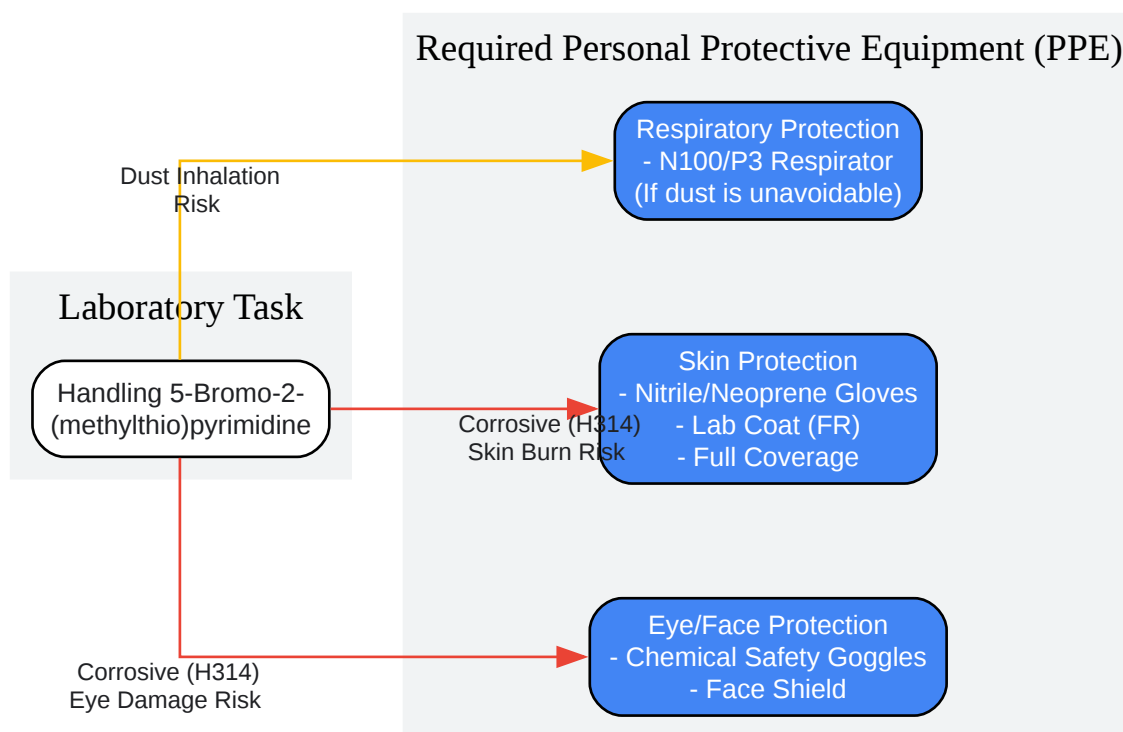 Required Personal Protective Equipment (PPE)
Respiratory Protection
- N100/P3 Respirator
(If dust is unavoidable)
Dust Inhalation
Risk
Laboratory Task
Handling 5-Bromo-2-
(methylthio)pyrimidine
Corrosive (H314)
Skin Burn Risk
Skin Protection
- Nitrile/Neoprene Gloves
- Lab Coat (FR)
- Full Coverage
Corrosive (H314)
Eye Damage Risk
Eye/Face Protection
- Chemical Safety Goggles
- Face Shield